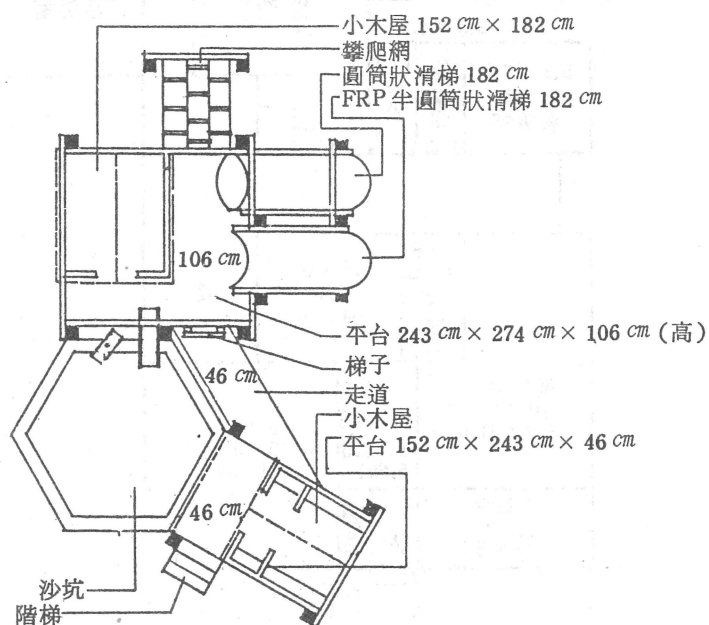 小木屋 152 cm × 182 cm
攀爬網
圓筒狀滑梯 182 cm
FRP 半圓筒狀滑梯 182 cm
106 cm
平台 243 cm × 274 cm × 106 cm (高)
梯子
46 cm
走道
小木屋
平台 152 cm × 243 cm × 46 cm
46 cm
沙坑
階梯